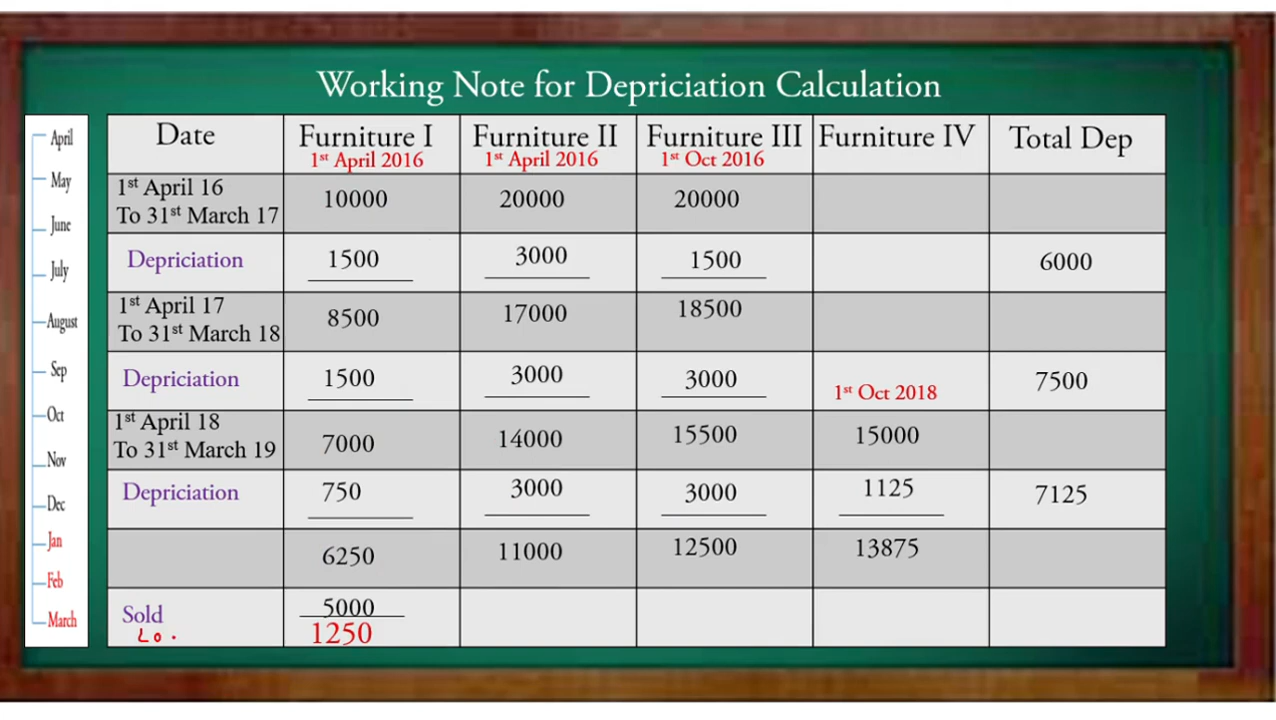 Working Note for Depriciation Calculation
April
May
June
July
August
Sep
Oct
Nov
Dec
Jan
Feb
March
Date Furniture I Furniture II Furniture III Furniture IV Total Dep
1st April 2016 1st April 2016 1st Oct 2016
1st April 16
To 31st March 17 10000 20000 20000
Depriciation 1500 3000 1500 6000
1st April 17
To 31st March 18 8500 17000 18500
Depriciation 1500 3000 3000 1st Oct 2018 7500
1st April 18
To 31st March 19 7000 14000 15500 15000
Depriciation 750 3000 3000 1125 7125
6250 11000 12500 13875
Sold 5000
Lo. 1250